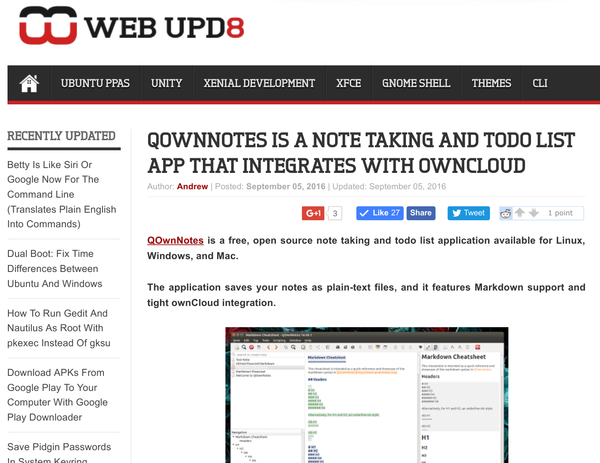 WEB UPD8
UBUNTU PPAS UNITY XENIAL DEVELOPMENT XFCE GNOME SHELL THEMES CLI
RECENTLY UPDATED
Betty Is Like Siri Or
Google Now For The
Command Line
(Translates Plain English
Into Commands)
Dual Boot: Fix Time
Differences Between
Ubuntu And Windows
How To Run Gedit And
Nautilus As Root With
pkexec Instead Of gksu
Download APKs From
Google Play To Your
Computer With Google
Play Downloader
Save Pidgin Passwords
In System Keyring
QOWNNOTES IS A NOTE TAKING AND TODO LIST
APP THAT INTEGRATES WITH OWNCLOUD
Author: Andrew | Posted: September 05, 2016 | Updated: September 05, 2016
G+1 3 Like 27 Share Tweet 1 point
QOwnNotes is a free, open source note taking and todo list application available for Linux,
Windows, and Mac.
The application saves your notes as plain-text files, and it features Markdown support and
tight ownCloud integration.
Markdown Cheatsheet
Markdown Cheatsheet
Headers
## Headers
H1
H2